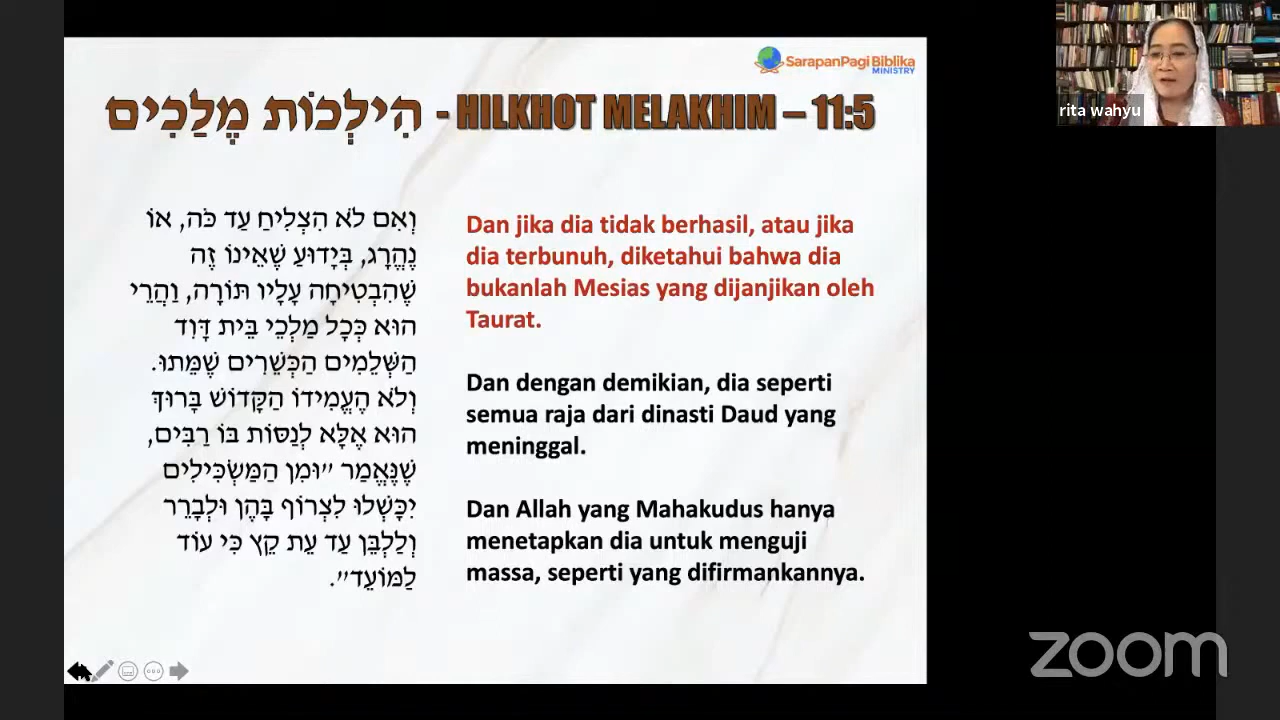 SarapanPagi Biblika
MINISTRY
rita wahyu
הִילְכוֹת מְלַכִים - HILKHOT MELAKHIM – 11:5
וְאִם לֹא הִצְלִיחַ עַד כֹּה, אוֹ
נֶהֱרָג, בְּיָדוּעַ שֶׁאֵינוֹ זֶה
שֶׁהִבְטִיחָה עָלָיו תּוֹרָה, וַהֲרֵי
הוּא כְּכָל מַלְכֵי בֵּית דָּוִד
הַשְּׁלֵמִים הַכְּשֵׁרִים שֶׁמֵּתוּ.
וְלֹא הֶעֱמִידוֹ הַקָּדוֹשׁ בָּרוּךְ
הוּא אֶלָּא לְנַסּוֹת בּוֹ רַבִּים,
שֶׁנֶּאֱמַר ״וּמִן הַמַּשְׂכִּילִים
יִכָּשְׁלוּ לִצְרוֹף בָּהֶן וּלְבָרֵר
וְלַלְבֵּן עַד עֵת קֵץ כִּי עוֹד
לַמּוֹעֵד״.
Dan jika dia tidak berhasil, atau jika
dia terbunuh, diketahui bahwa dia
bukanlah Mesias yang dijanjikan oleh
Taurat.
Dan dengan demikian, dia seperti
semua raja dari dinasti Daud yang
meninggal.
Dan Allah yang Mahakudus hanya
menetapkan dia untuk menguji
massa, seperti yang difirmankannya.
zoom